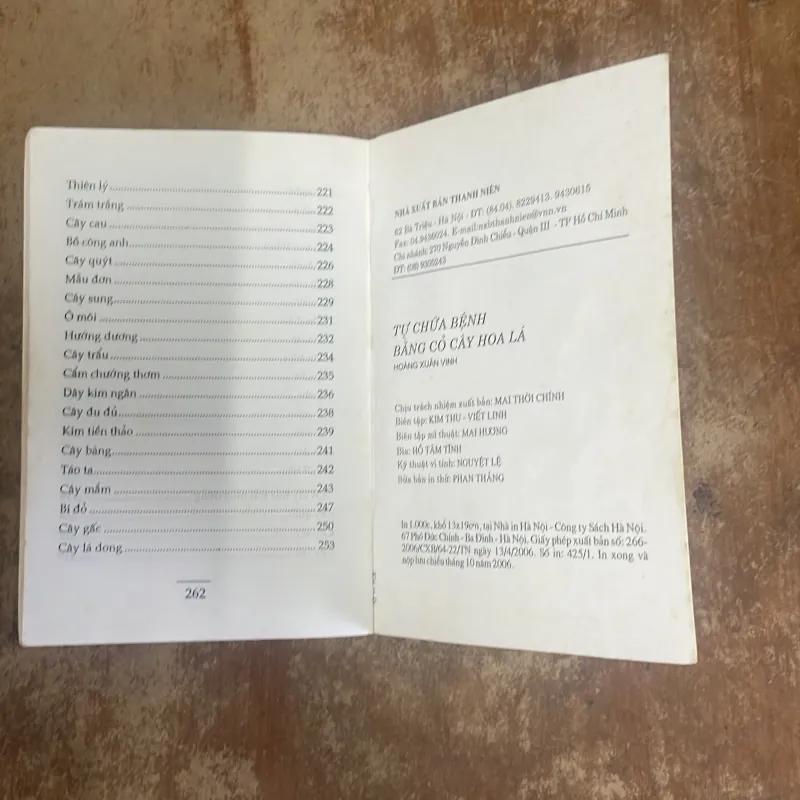 Thiên lý ........ 221
Trám trắng ........ 222
Cây cau ........ 223
Bồ công anh ........ 224
Cây quýt ........ 226
Mẫu đơn ........ 228
Cây sung ........ 229
Ô môi ........ 231
Hướng dương ........ 232
Cây trẩu ........ 234
Cẩm chướng thơm ........ 235
Dây kim ngân ........ 236
Cây đu đủ ........ 238
Kim tiền thảo ........ 239
Cây bàng ........ 241
Táo ta ........ 242
Cây mắm ........ 243
Bí đỏ ........ 247
Cây gấc ........ 250
Cây lá dong ........ 253
262
NHÀ XUẤT BẢN THANH NIÊN
62 Bà Triệu - Hà Nội - ĐT: (84.04). 8229413. 9430615
Fax: 04.9436024. E-mail:nxbthanhnien@vnn.vn
Chi nhánh: 270 Nguyễn Đình Chiểu - Quận III - TP Hồ Chí Minh
ĐT: (08) 9303243
TỰ CHỮA BỆNH
BẰNG CỎ CÂY HOA LÁ
HOÀNG XUÂN VINH
Chịu trách nhiệm xuất bản: MAI THỜI CHÍNH
Biên tập: KIM THU - VIẾT LINH
Biên tập mĩ thuật: MAI HƯƠNG
Bìa: HỒ TÂM TÌNH
Kỹ thuật vi tính: NGUYỆT LỆ
Sửa bản in thử: PHAN THẮNG
In 1.000c, khổ 13x19cm, tại Nhà in Hà Nội - Công ty Sách Hà Nội.
67 Phó Đức Chính - Ba Đình - Hà Nội. Giấy phép xuất bản số: 266-
2006/CXB/64-22/TN ngày 13/4/2006. Số in: 425/1. In xong và
nộp lưu chiểu tháng 10 năm 2006.